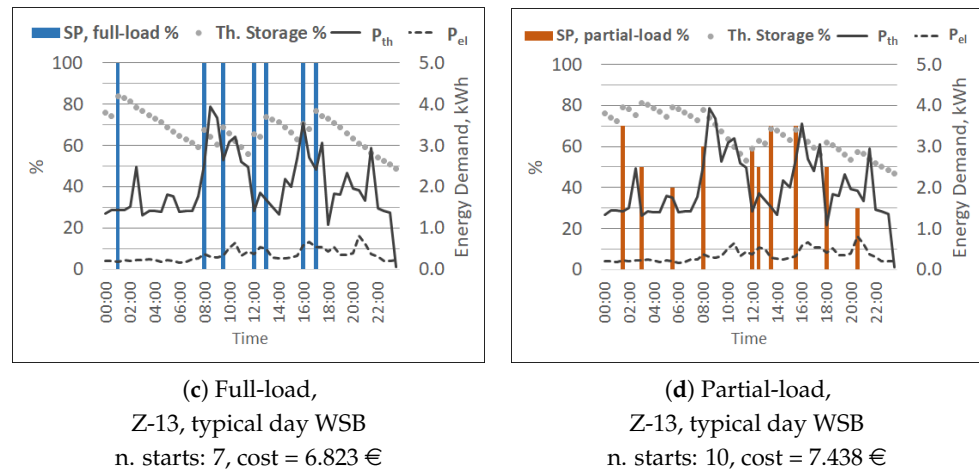 SP, full-load % Th. Storage % Pth Pel
100 5.0
80 4.0
60 3.0
40 2.0
20 1.0
0 0.0
%
Energy Demand, kWh
00:00 02:00 04:00 06:00 08:00 10:00 12:00 14:00 16:00 18:00 20:00 22:00
Time
(c) Full-load,
Z-13, typical day WSB
n. starts: 7, cost = 6.823 €
SP, partial-load % Th. Storage % Pth Pel
100 5.0
80 4.0
60 3.0
40 2.0
20 1.0
0 0.0
%
Energy Demand, kWh
00:00 02:00 04:00 06:00 08:00 10:00 12:00 14:00 16:00 18:00 20:00 22:00
Time
(d) Partial-load,
Z-13, typical day WSB
n. starts: 10, cost = 7.438 €